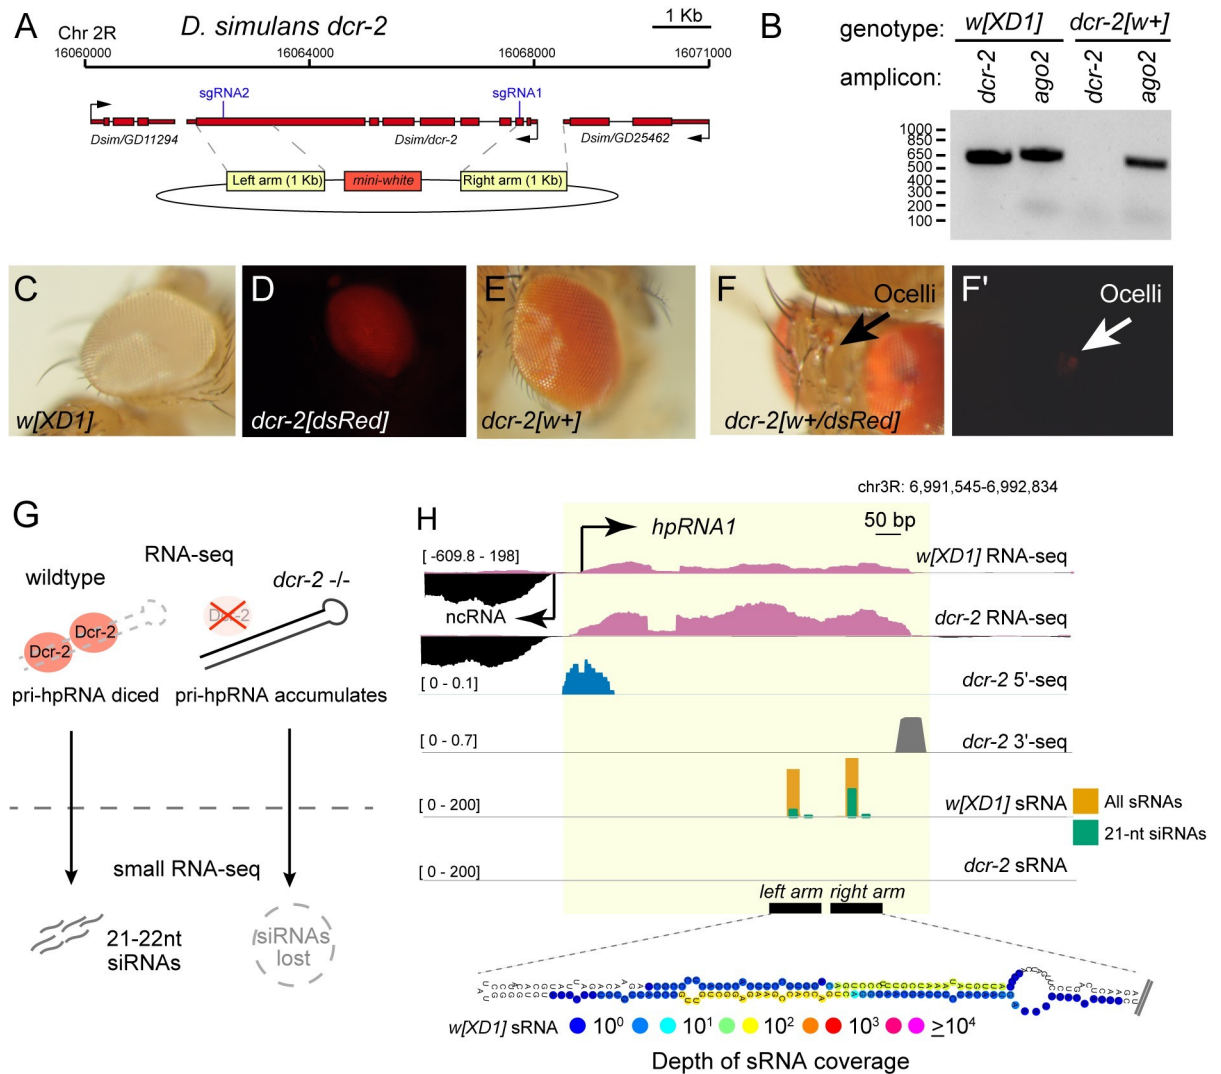 A
Chr 2R
D. simulans dcr-2
1 Kb
16060000
16064000
16068000
16071000
sgRNA2
sgRNA1
Dsim/GD11294
Dsim/dcr-2
Dsim/GD25462
Left arm (1 Kb)
mini-white
Right arm (1 Kb)
B
genotype:
w[XD1]
dcr-2[w+]
amplicon:
dcr-2
ago2
dcr-2
ago2
1000
850
650
500
400
300
200
100
C
w[XD1]
D
dcr-2[dsRed]
E
dcr-2[w+]
F
Ocelli
dcr-2[w+/dsRed]
F'
Ocelli
G
RNA-seq
wildtype
dcr-2 -/-
Dcr-2
Dcr-2
Dcr-2
pri-hpRNA diced
pri-hpRNA accumulates
small RNA-seq
21-22nt
siRNAs
siRNAs
lost
H
chr3R: 6,991,545-6,992,834
hpRNA1
50 bp
[ -609.8 - 198]
w[XD1] RNA-seq
ncRNA
dcr-2 RNA-seq
[ 0 - 0.1]
dcr-2 5'-seq
[ 0 - 0.7]
dcr-2 3'-seq
[ 0 - 200]
w[XD1] sRNA
All sRNAs
21-nt siRNAs
[ 0 - 200]
dcr-2 sRNA
left arm
right arm
w[XD1] sRNA
10⁰
10¹
10²
10³
≥10⁴
Depth of sRNA coverage